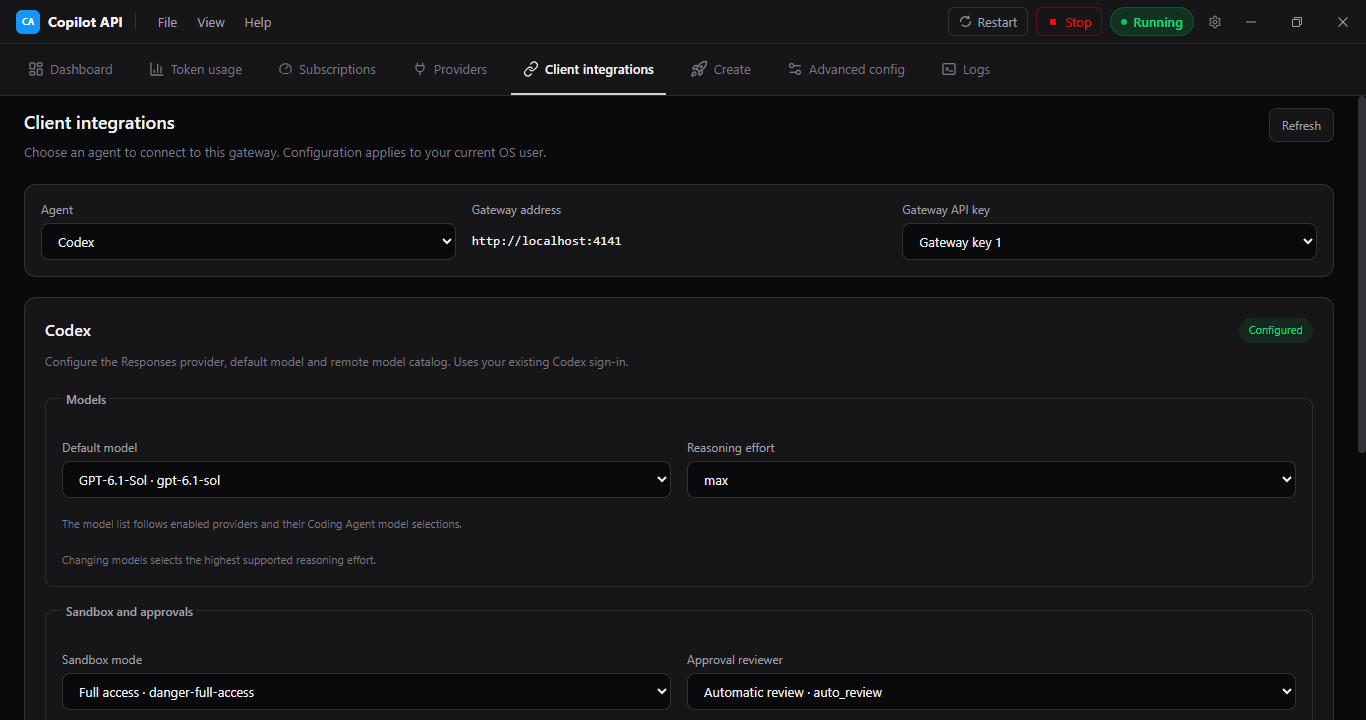 CA Copilot API File View Help Restart Stop Running
Dashboard Token usage Subscriptions Providers Client integrations Create Advanced config Logs
Client integrations
Refresh
Choose an agent to connect to this gateway. Configuration applies to your current OS user.
Agent Gateway address Gateway API key
Codex http://localhost:4141 Gateway key 1
Codex Configured
Configure the Responses provider, default model and remote model catalog. Uses your existing Codex sign-in.
Models
Default model Reasoning effort
GPT-6.1-Sol · gpt-6.1-sol max
The model list follows enabled providers and their Coding Agent model selections.
Changing models selects the highest supported reasoning effort.
Sandbox and approvals
Sandbox mode Approval reviewer
Full access · danger-full-access Automatic review · auto_review